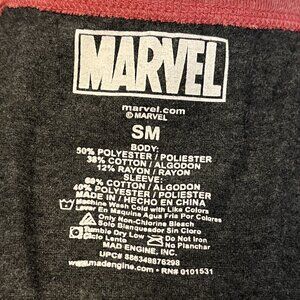 MARVEL
marvel.com
© MARVEL
SM
BODY:
50% POLYESTER / POLIESTER
38% COTTON / ALGODON
12% RAYON / RAYON
SLEEVE:
60% COTTON / ALGODON
40% POLYESTER / POLIESTER
MADE IN / HECHO EN CHINA
Machine Wash Cold with Like Colors
Lavar En Maquina Agua Fria Por Colores
Only Non-Chlorine Bleach
Solo Blanqueador Sin Cloro
Tumble Dry Low Do Not Iron
Ciclo Lento No Planchar
MAD ENGINE, INC.
UPC# 886349876298
www.madengine.com • RN# 0101531